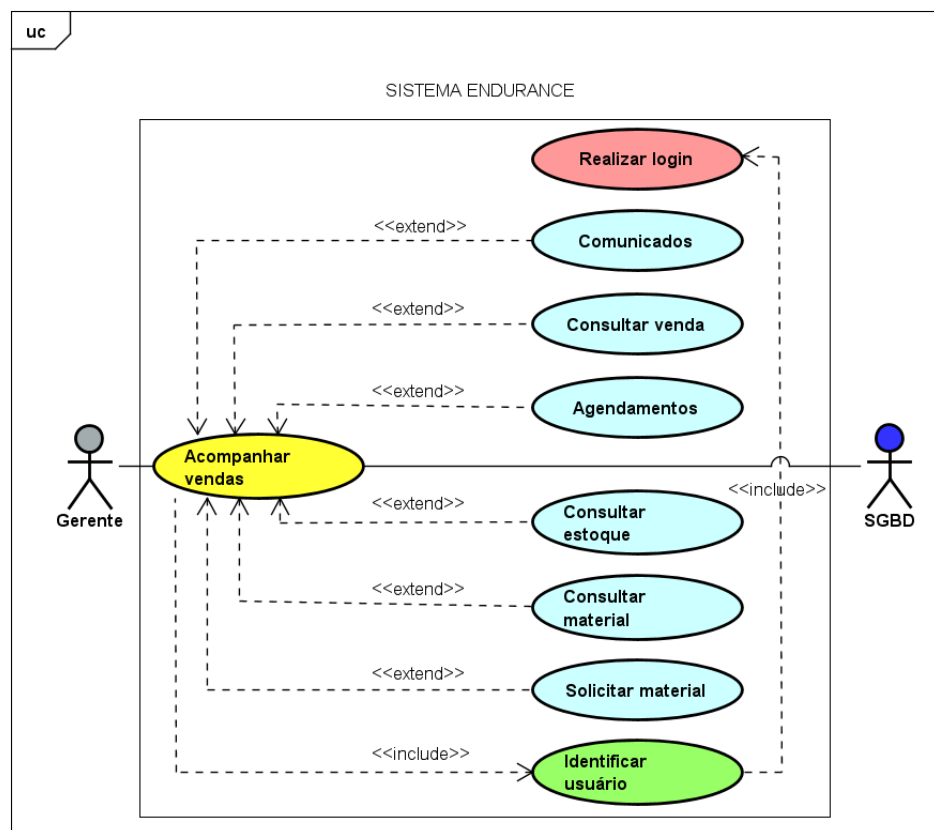 uc
SISTEMA ENDURANCE
Realizar login
<<extend>>
Comunicados
<<extend>>
Consultar venda
<<extend>>
Agendamentos
Acompanhar
vendas
Gerente
<<include>>
SGBD
<<extend>>
Consultar
estoque
<<extend>>
Consultar
material
<<extend>>
Solicitar material
<<include>>
Identificar
usuário